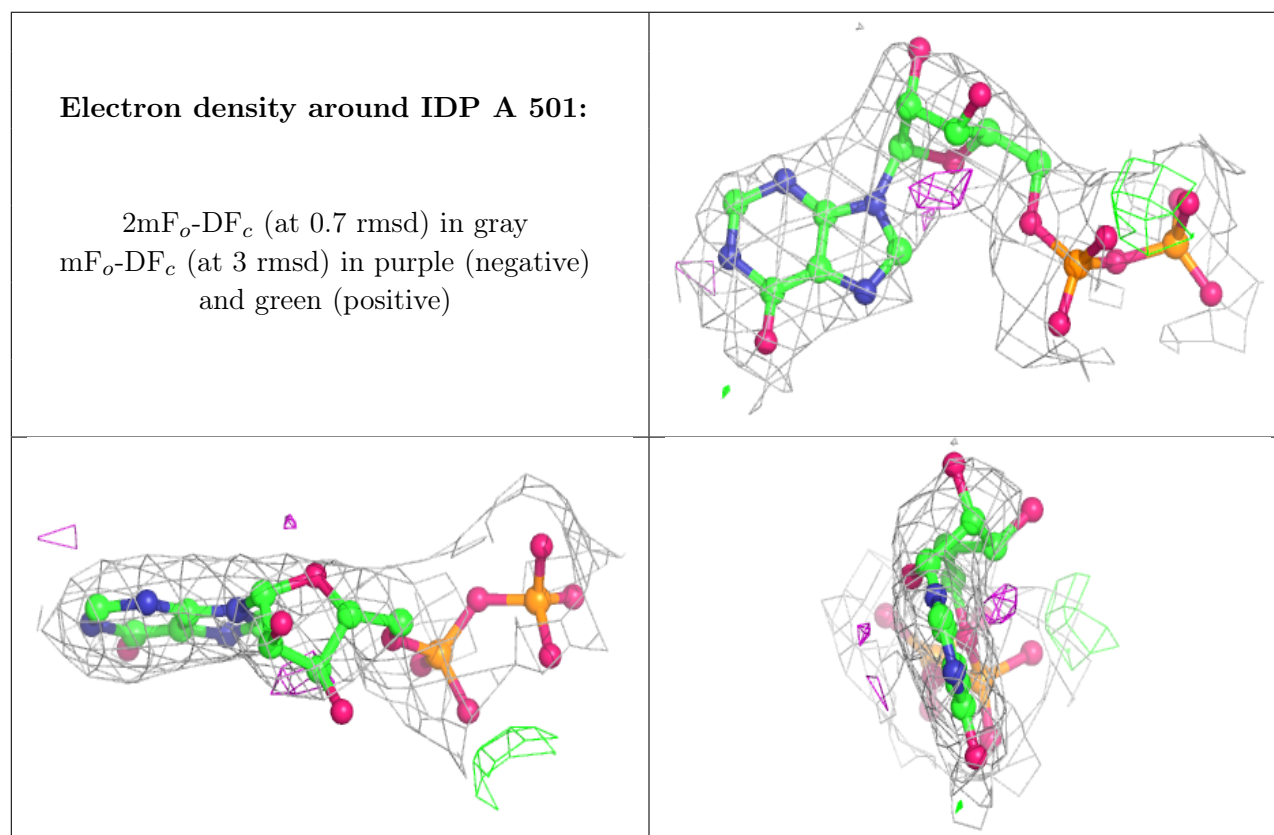 Electron density around IDP A 501:
2mFₒ-DF𝒸 (at 0.7 rmsd) in gray
mFₒ-DF𝒸 (at 3 rmsd) in purple (negative)
and green (positive)